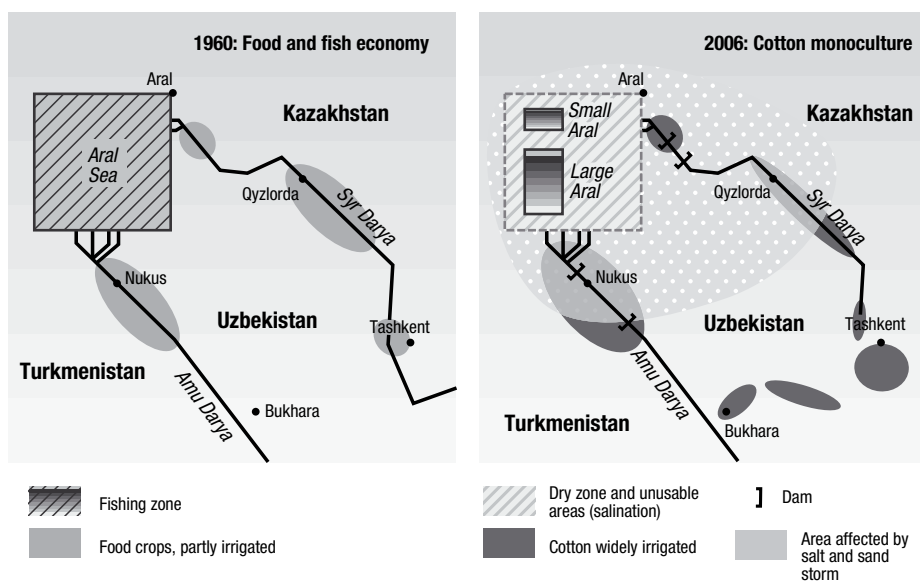 1960: Food and fish economy
Aral
Kazakhstan
Aral
Sea
Qyzlorda
Syr Darya
Nukus
Uzbekistan
Tashkent
Turkmenistan
Amu Darya
Bukhara
Fishing zone
Food crops, partly irrigated
2006: Cotton monoculture
Aral
Small
Aral
Kazakhstan
Large
Aral
Qyzlorda
Syr Darya
Nukus
Uzbekistan
Tashkent
Amu Darya
Turkmenistan
Bukhara
Dry zone and unusable
areas (salination)
Dam
Cotton widely irrigated
Area affected by
salt and sand
storm